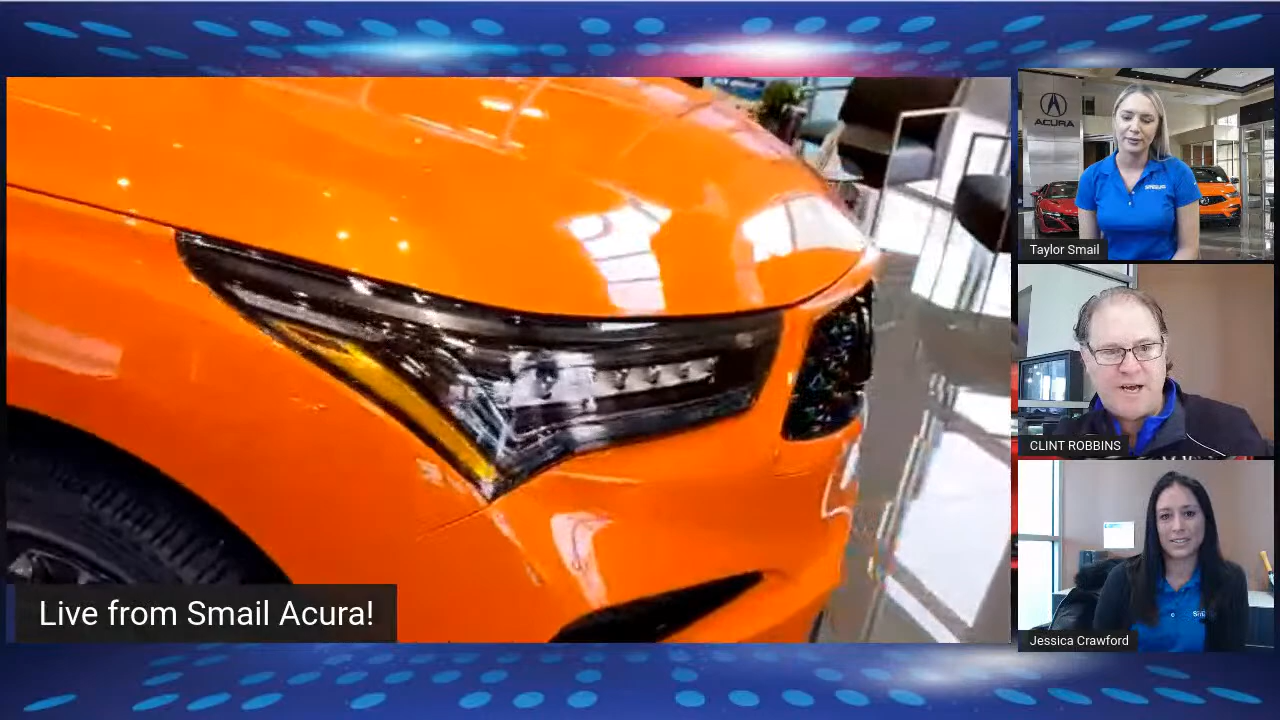 Live from Smail Acura!
ACURA
Taylor Smail
CLINT ROBBINS
Jessica Crawford